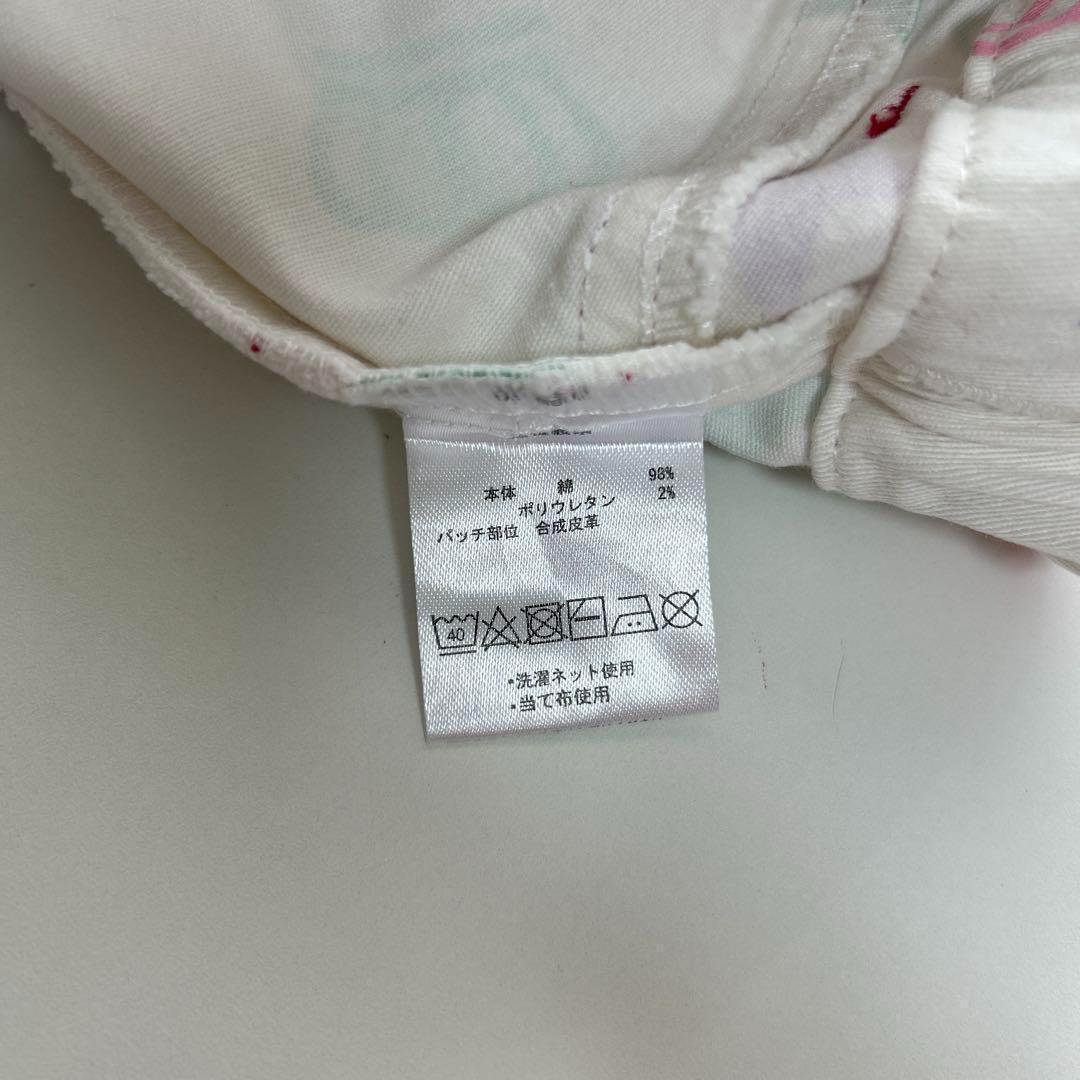 本体 綿 98%
ポリウレタン 2%
パッチ部位 合成皮革
40
・洗濯ネット使用
・当て布使用